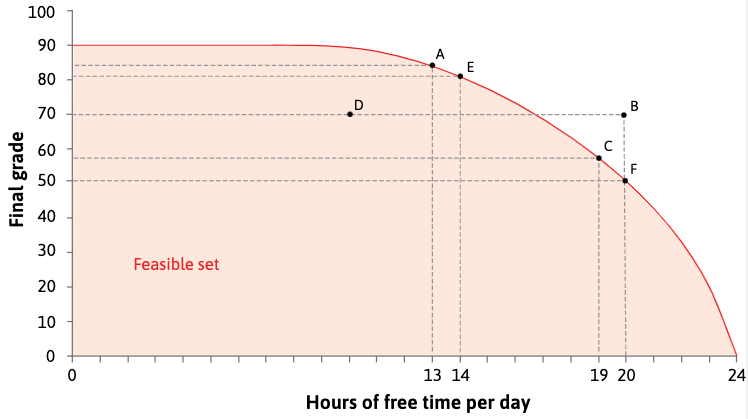 100
90
80
70
60
50
40
30
20
10
0
Final grade
A
E
D
B
C
F
Feasible set
0 13 14 19 20 24
Hours of free time per day